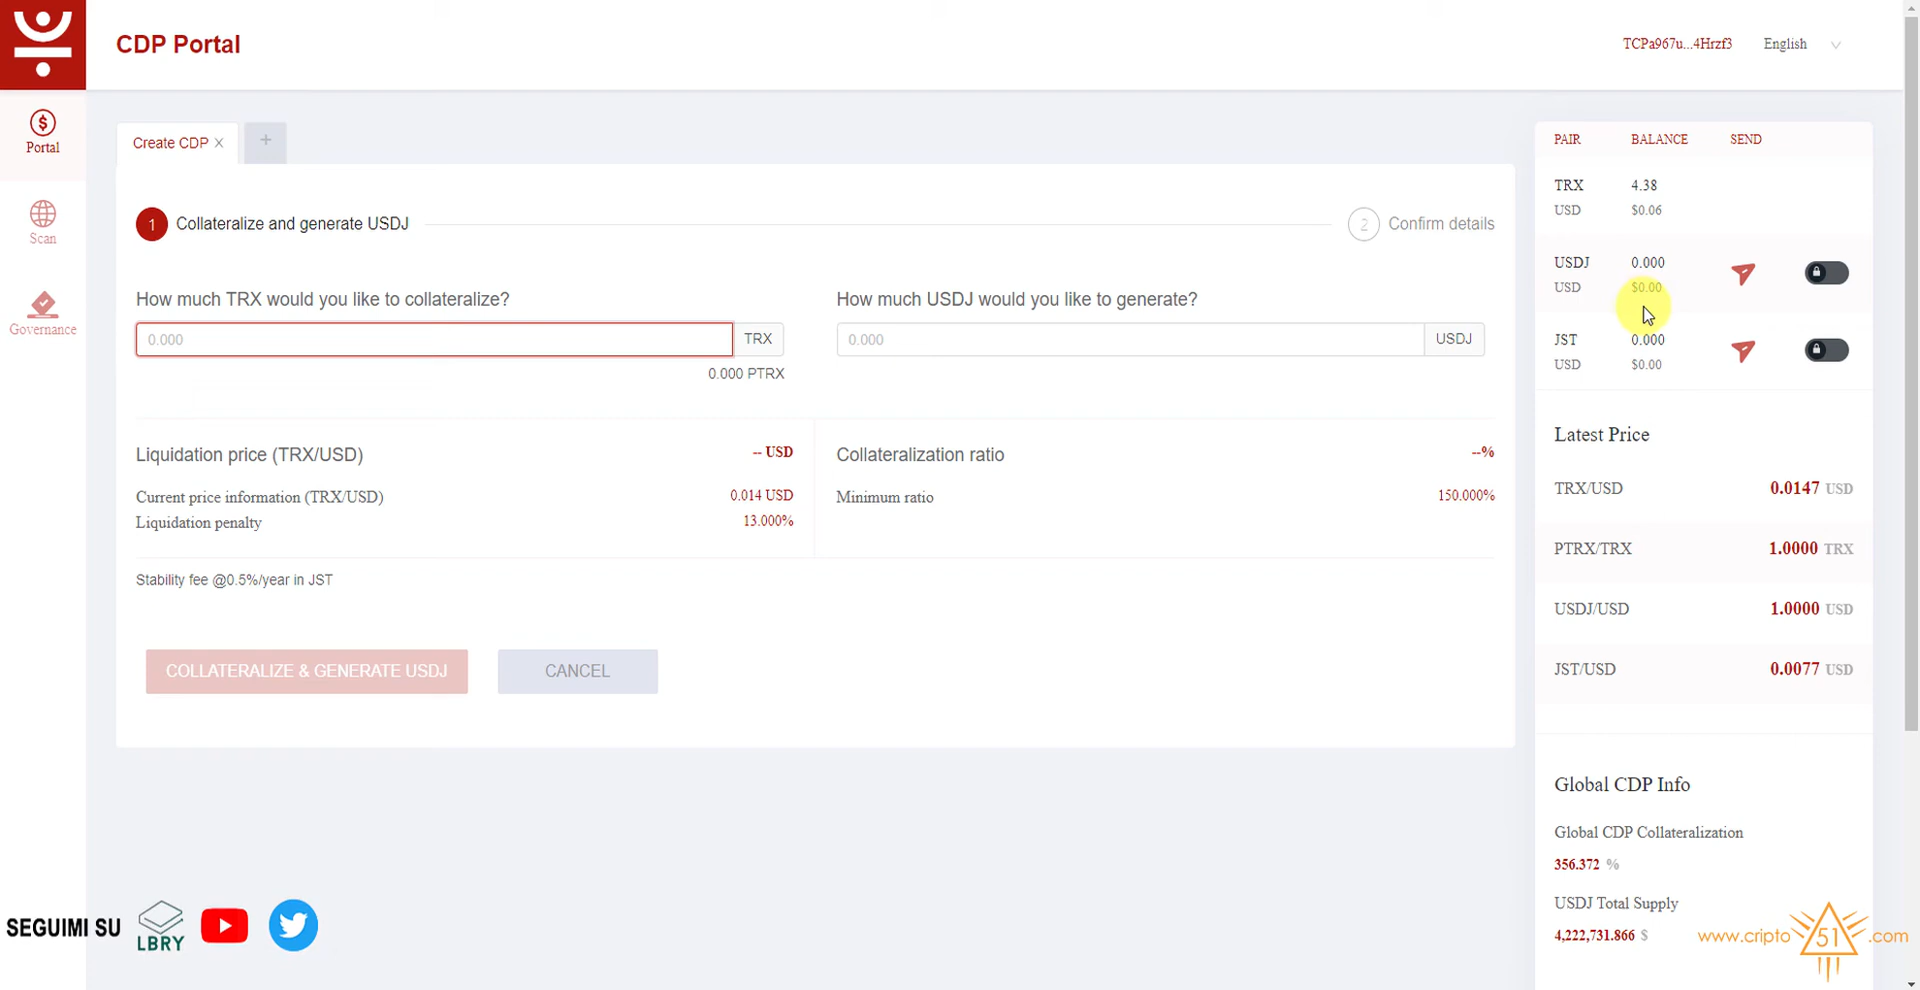 CDP Portal
TCPa967u...4Hrzf3 English
Portal
Scan
Governance
Create CDP X +
1 Collateralize and generate USDJ
2 Confirm details
How much TRX would you like to collateralize?
0.000 TRX
0.000 PTRX
How much USDJ would you like to generate?
0.000 USDJ
Liquidation price (TRX/USD) -- USD
Current price information (TRX/USD) 0.014 USD
Liquidation penalty 13.000%
Collateralization ratio --%
Minimum ratio 150.000%
Stability fee @0.5%/year in JST
COLLATERALIZE & GENERATE USDJ CANCEL
PAIR BALANCE SEND
TRX 4.38
USD $0.06
USDJ 0.000
USD $0.00
JST 0.000
USD $0.00
Latest Price
TRX/USD 0.0147 USD
PTRX/TRX 1.0000 TRX
USDJ/USD 1.0000 USD
JST/USD 0.0077 USD
Global CDP Info
Global CDP Collateralization
356.372 %
USDJ Total Supply
4,222,731.866 $
SEGUIMI SU
LBRY
www.cripto51.com